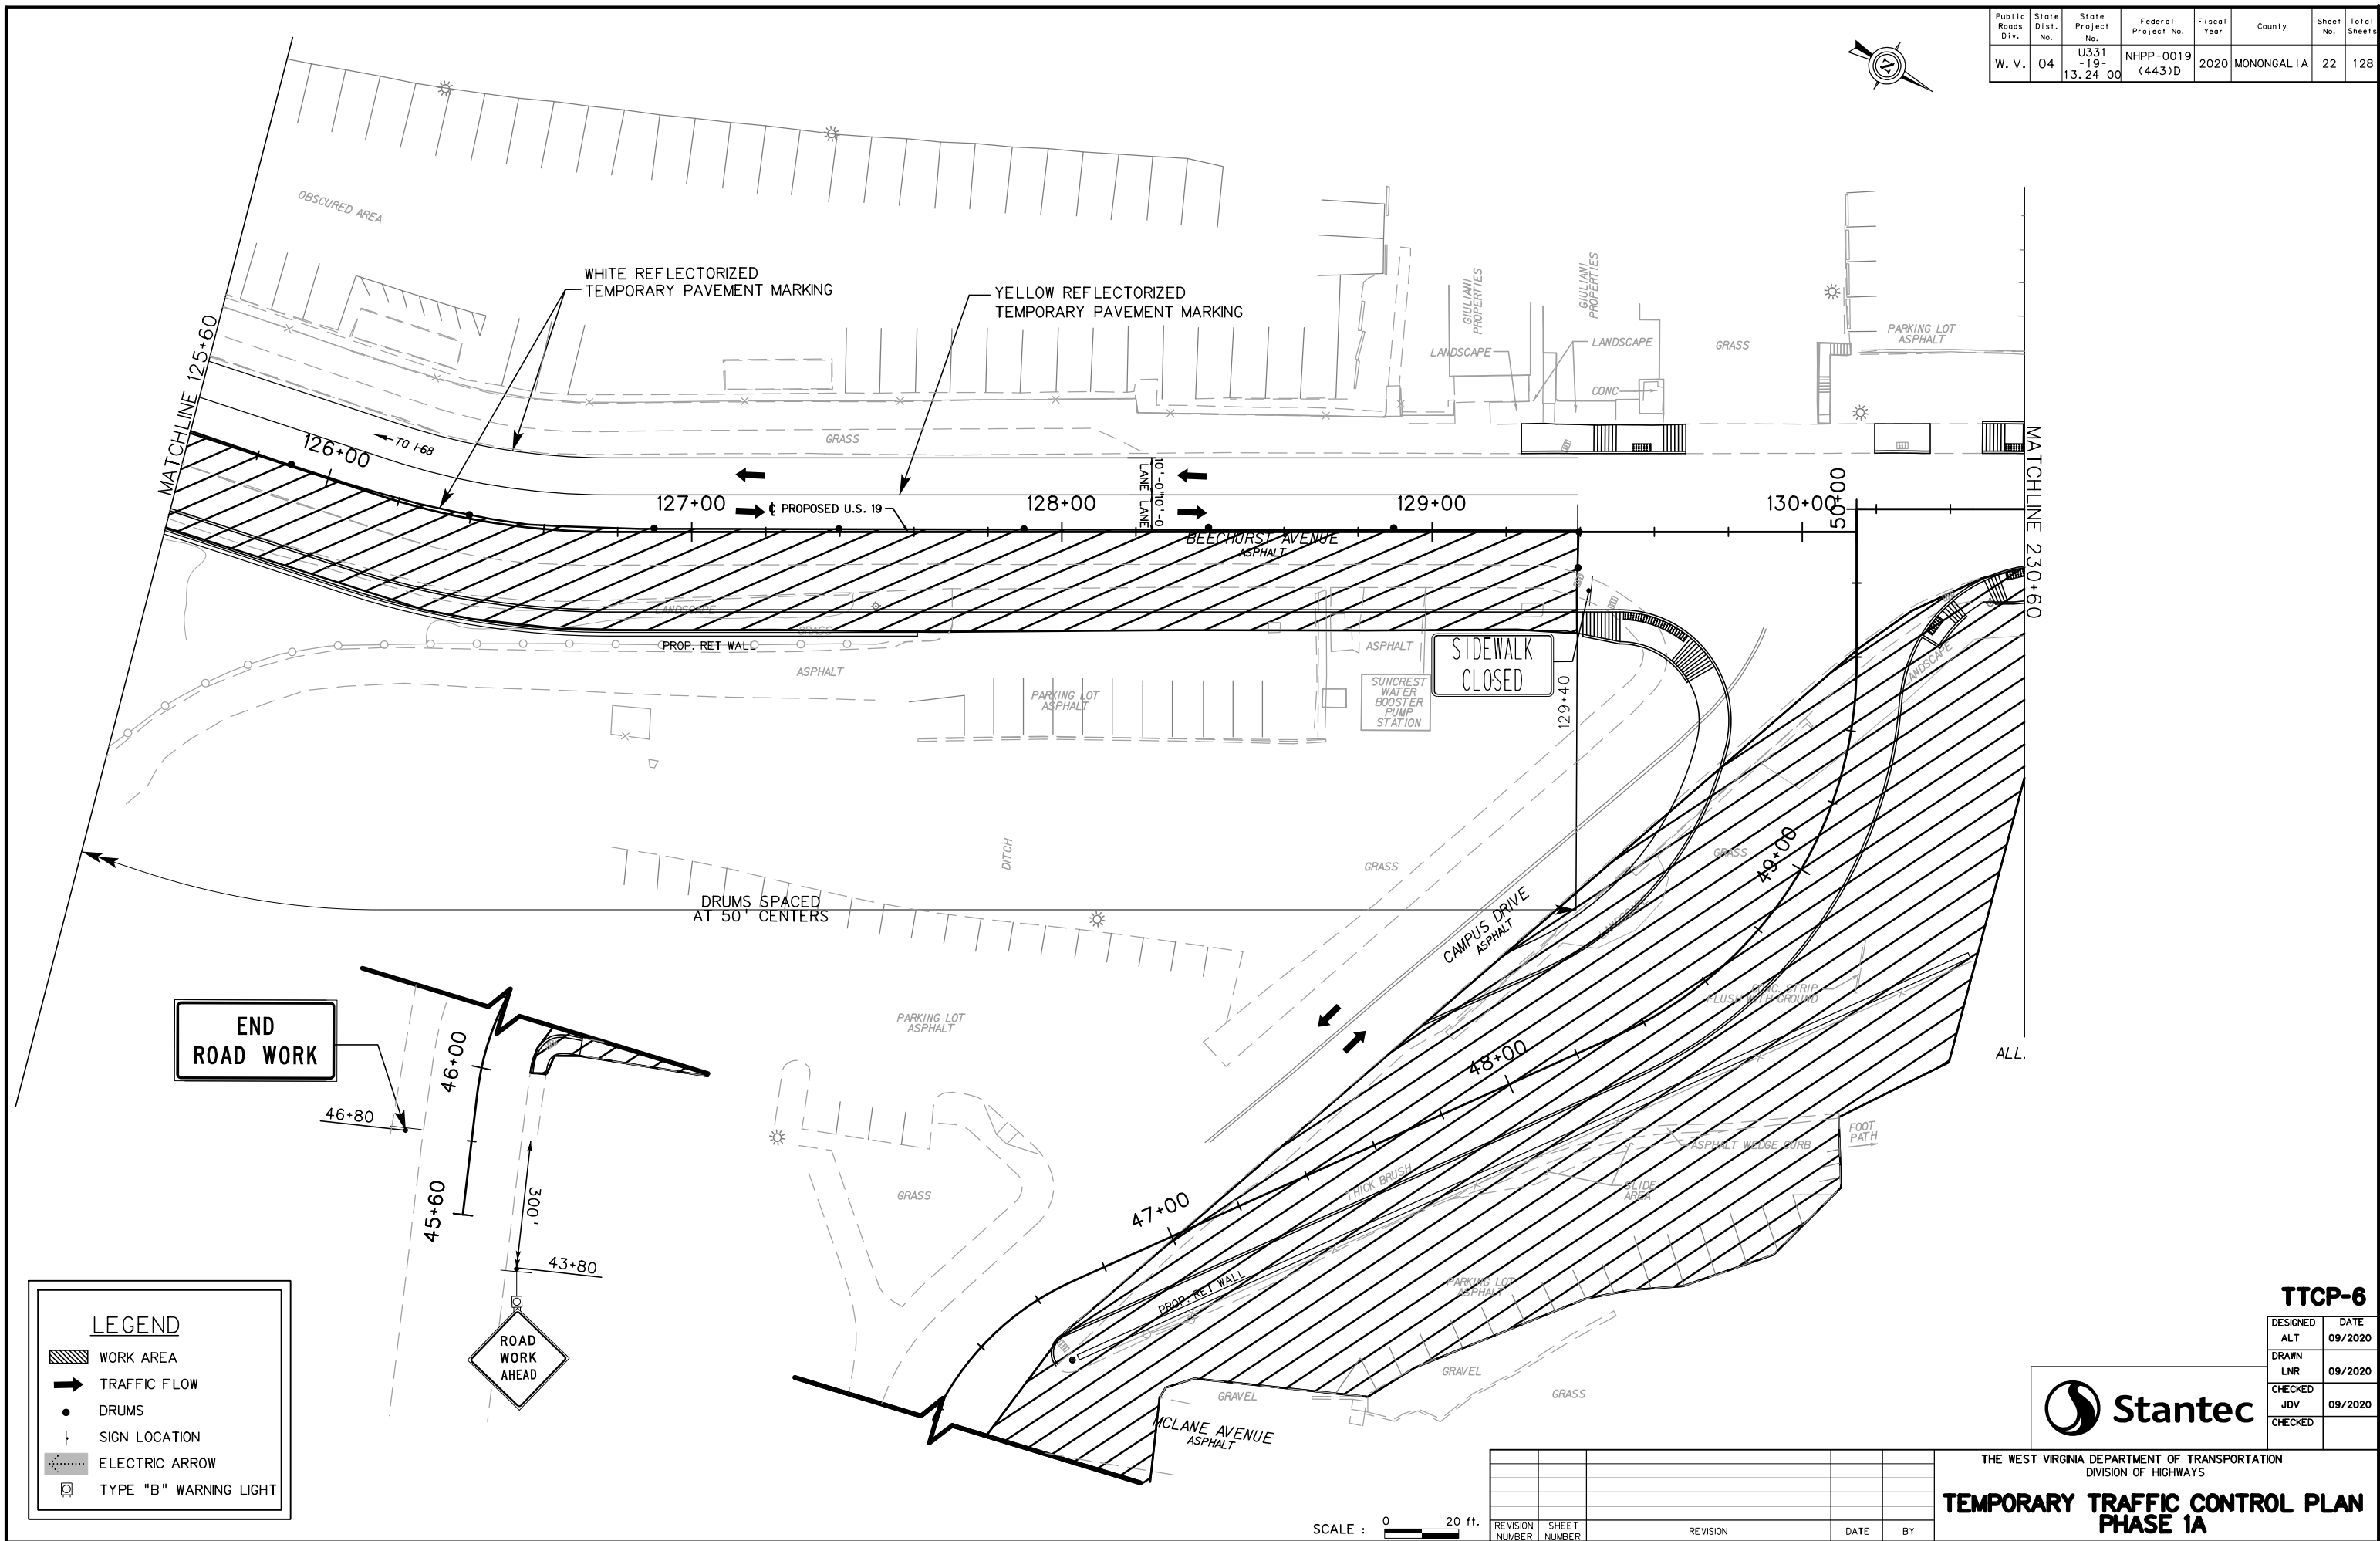 Public Roads Div.
State Dist. No.
State Project No.
Federal Project No.
Fiscal Year
County
Sheet No.
Total Sheets
W. V.
04
U331
-19-
13.24 00
NHPP-0019
(443)D
2020
MONONGALIA
22
128
N
OBSCURED AREA
WHITE REFLECTORIZED
TEMPORARY PAVEMENT MARKING
YELLOW REFLECTORIZED
TEMPORARY PAVEMENT MARKING
GIULIANI
PROPERTIES
GIULIANI
PROPERTIES
LANDSCAPE
LANDSCAPE
CONC
GRASS
PARKING LOT
ASPHALT
MATCHLINE 125+60
TO I-68
GRASS
126+00
127+00
℄ PROPOSED U.S. 19
128+00
10'-0"
LANE
10'-0
LANE
129+00
130+00
50+00
MATCHLINE 230+60
BEECHURST AVENUE
ASPHALT
LANDSCAPE
GRASS
PROP. RET WALL
ASPHALT
PARKING LOT
ASPHALT
ASPHALT
SUNCREST
WATER
BOOSTER
PUMP
STATION
SIDEWALK
CLOSED
129+40
LANDSCAPE
DITCH
GRASS
GRASS
49+00
DRUMS SPACED
AT 50' CENTERS
CAMPUS DRIVE
ASPHALT
LANDSCAPE
CONC. STRIP
FLUSH WITH GROUND
PARKING LOT
ASPHALT
END
ROAD WORK
46+00
46+80
45+60
300'
43+80
ROAD
WORK
AHEAD
48+00
ALL.
FOOT
PATH
ASPHALT WEDGE CURB
THICK BRUSH
SLIDE
AREA
GRASS
47+00
PROP. RET WALL
PARKING LOT
ASPHALT
GRAVEL
GRAVEL
GRASS
MCLANE AVENUE
ASPHALT
LEGEND
WORK AREA
TRAFFIC FLOW
DRUMS
SIGN LOCATION
ELECTRIC ARROW
TYPE "B" WARNING LIGHT
SCALE :
0
20 ft.
TTCP-6
DESIGNED
DATE
ALT
09/2020
DRAWN
LNR
09/2020
CHECKED
JDV
09/2020
CHECKED
Stantec
REVISION NUMBER
SHEET NUMBER
REVISION
DATE
BY
THE WEST VIRGINIA DEPARTMENT OF TRANSPORTATION
DIVISION OF HIGHWAYS
TEMPORARY TRAFFIC CONTROL PLAN
PHASE 1A